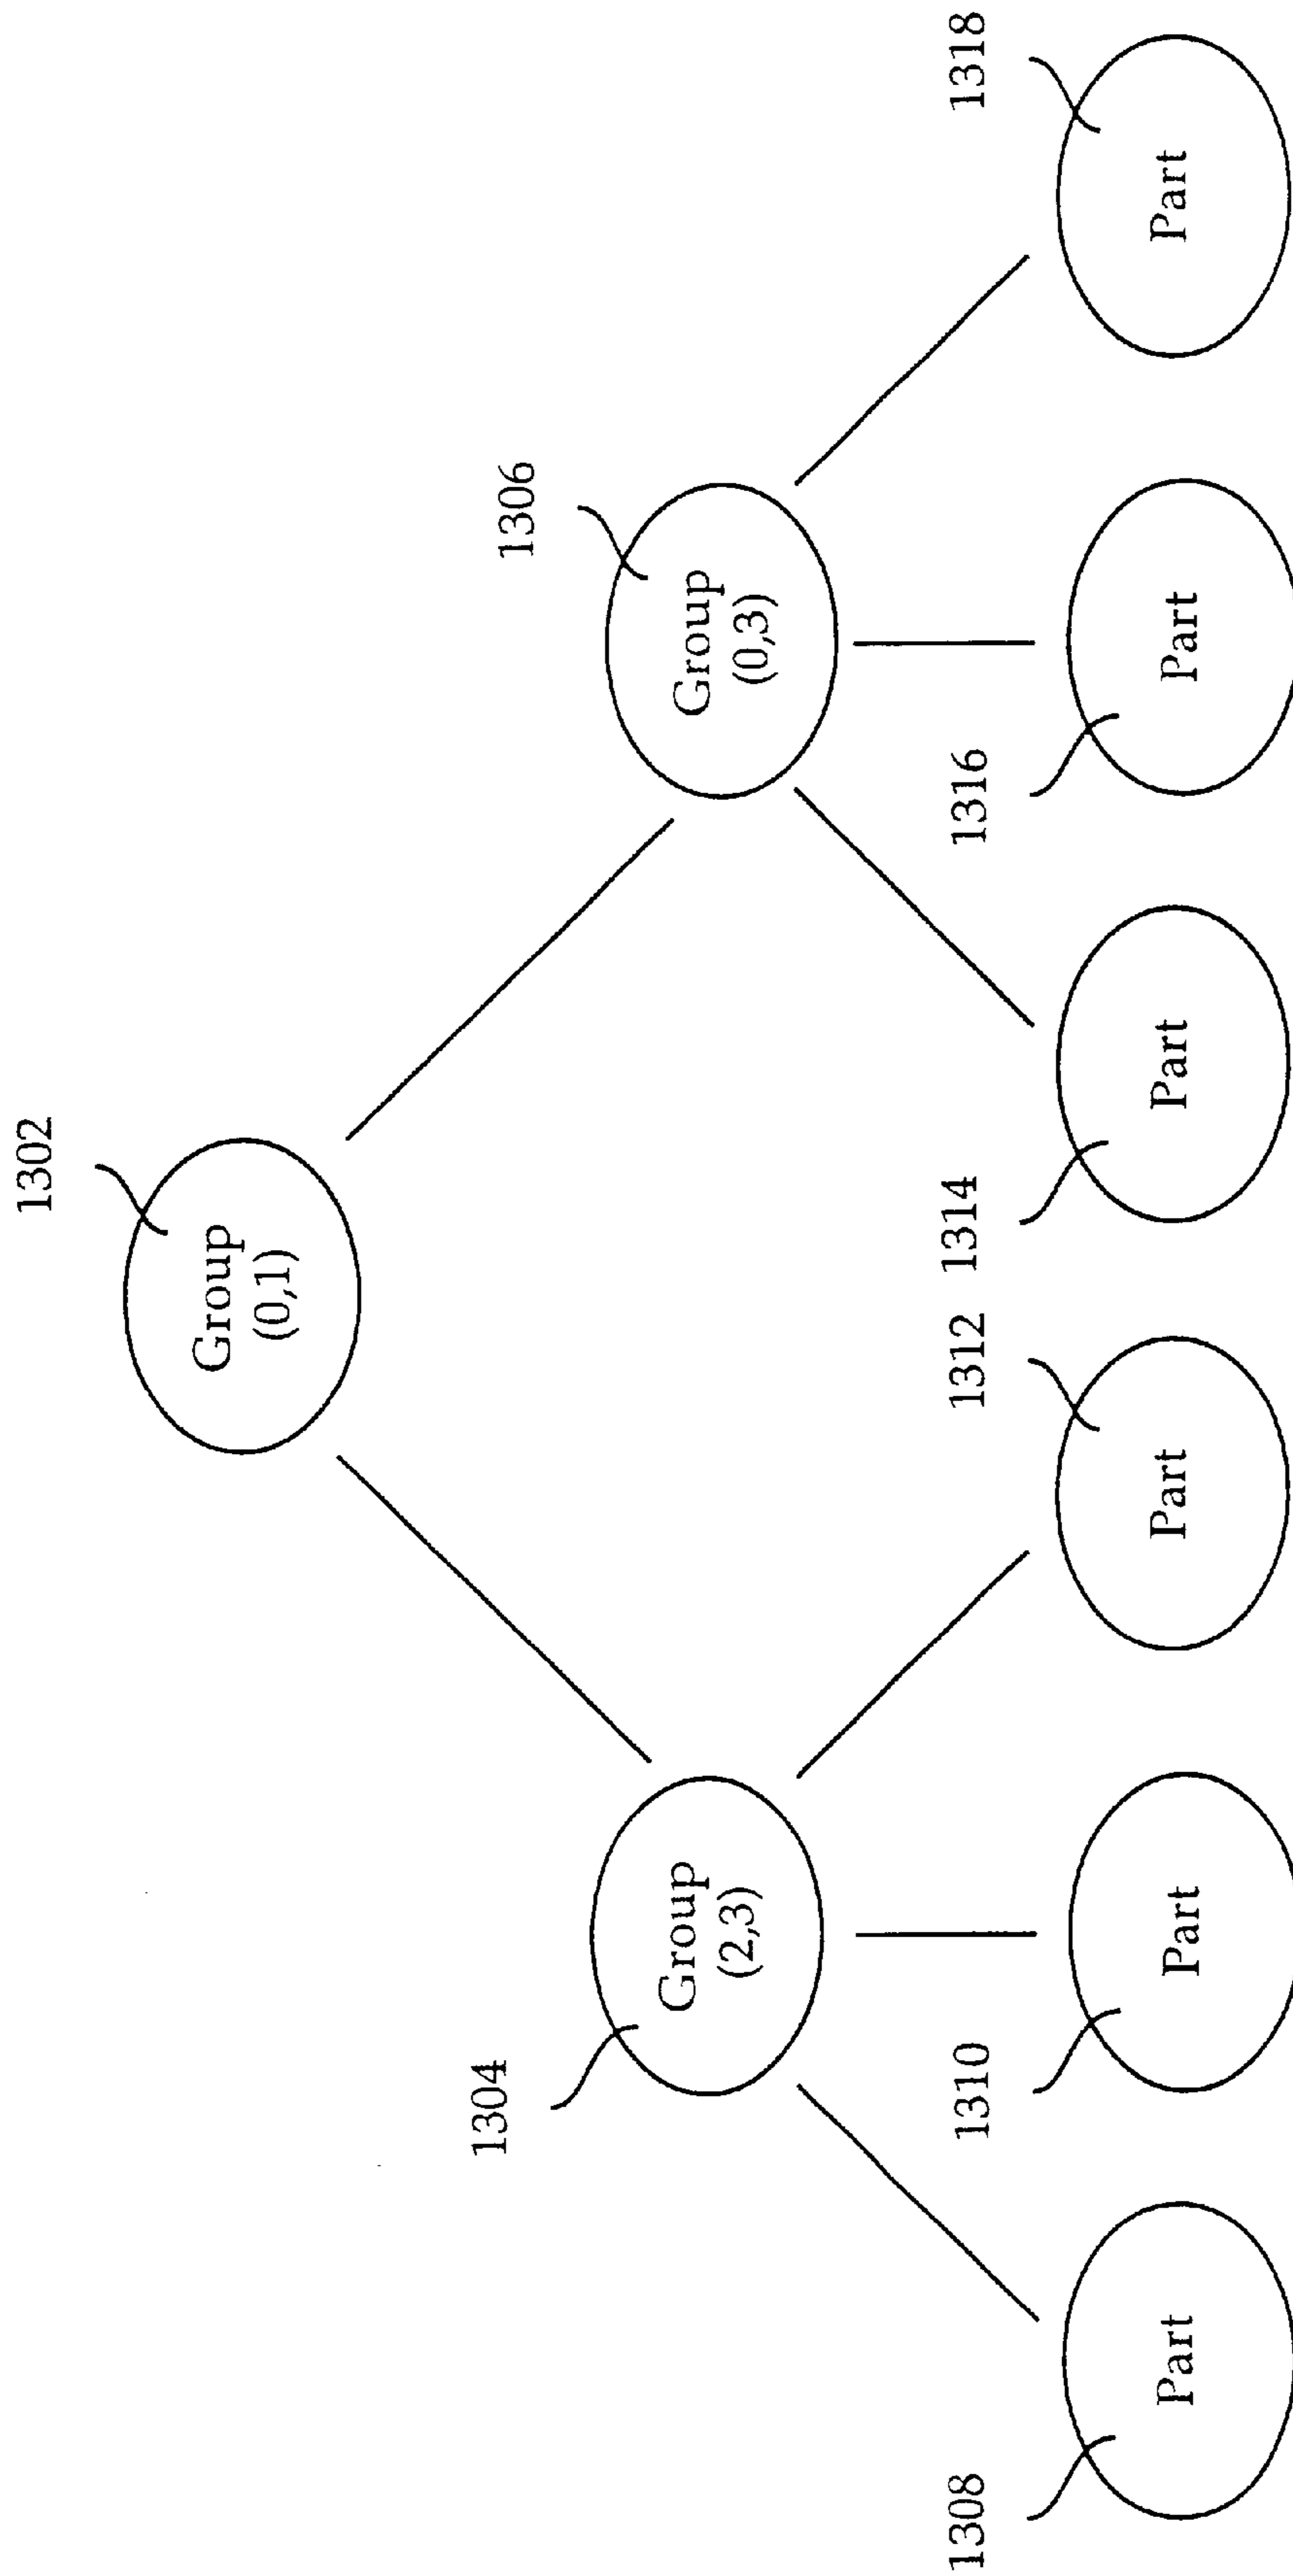 1302
Group
(0,1)
1304
Group
(2,3)
1306
Group
(0,3)
1308
Part
1310
Part
1312
Part
1314
Part
1316
Part
1318
Part